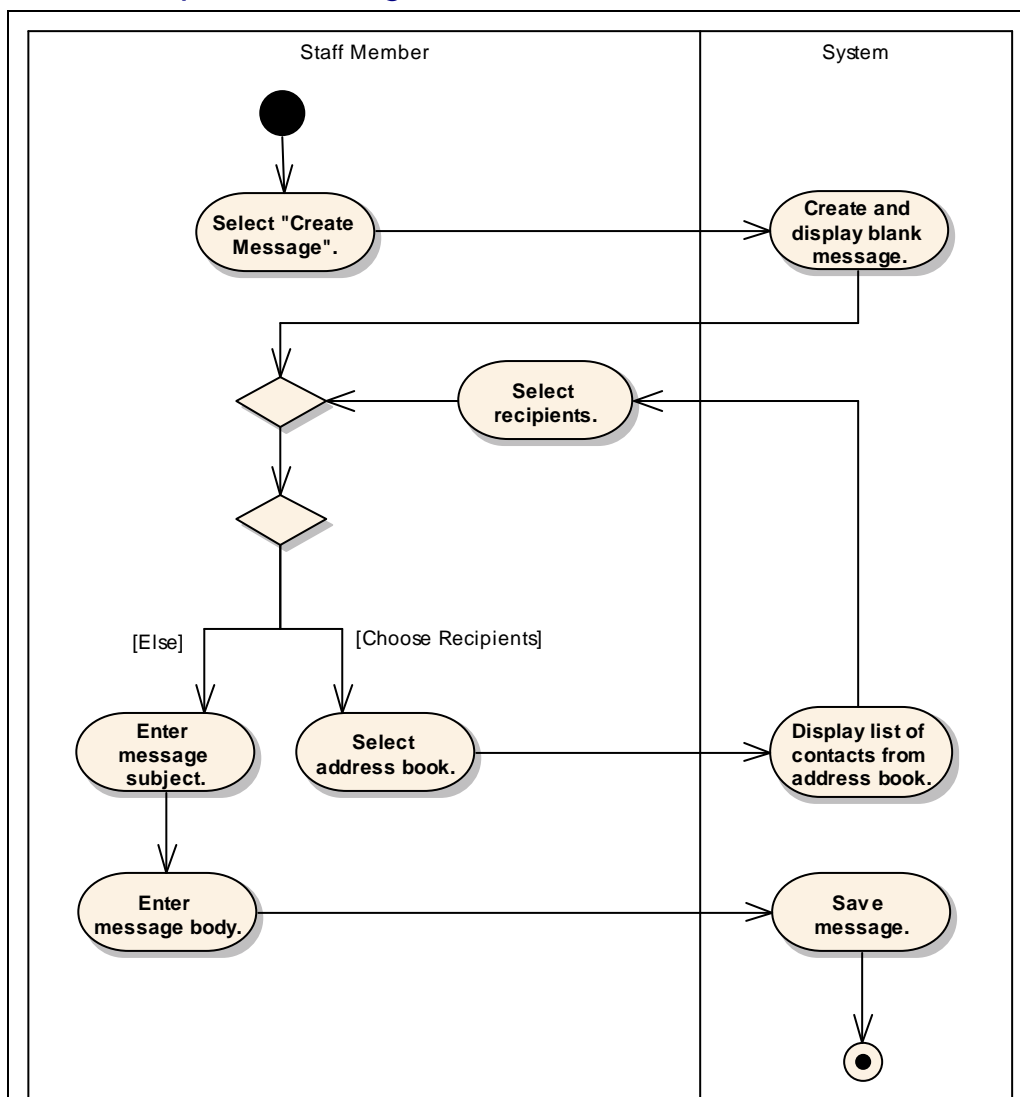 Staff Member
System
Select "Create
Message".
Create and
display blank
message.
Select
recipients.
[Else]
[Choose Recipients]
Enter
message
subject.
Select
address book.
Display list of
contacts from
address book.
Enter
message body.
Save
message.